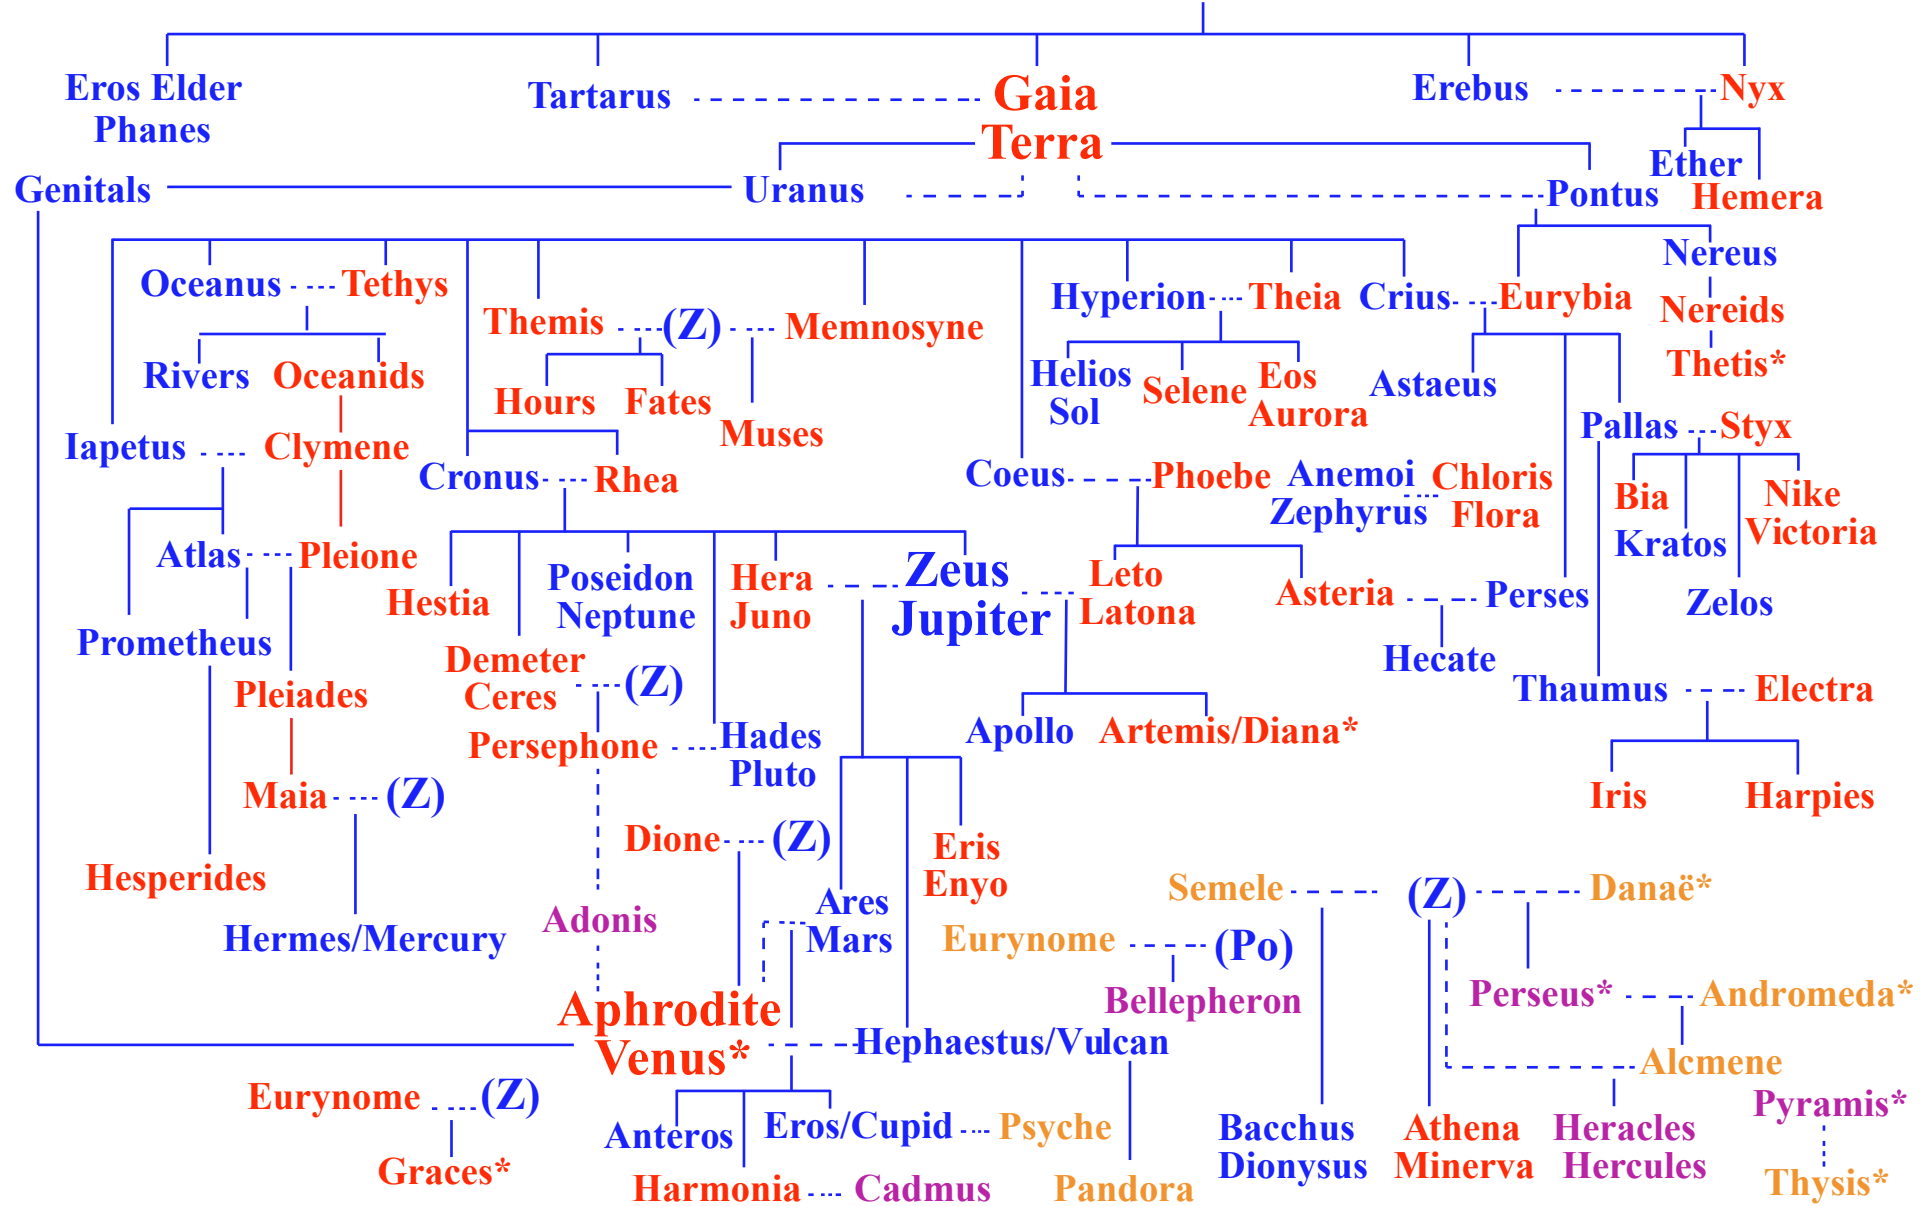 Eros Elder
Phanes
Tartarus
Gaia
Terra
Erebus
Nyx
Ether
Hemera
Genitals
Uranus
Pontus
Nereus
Nereids
Thetis*
Oceanus
Tethys
Rivers
Oceanids
Themis
(Z)
Memnosyne
Hours
Fates
Muses
Hyperion
Theia
Crius
Eurybia
Helios
Sol
Selene
Eos
Aurora
Astaeus
Pallas
Styx
Iapetus
Clymene
Cronus
Rhea
Coeus
Phoebe
Anemoi
Zephyrus
Chloris
Flora
Bia
Kratos
Nike
Victoria
Zelos
Atlas
Pleione
Hestia
Poseidon
Neptune
Hera
Juno
Zeus
Jupiter
Leto
Latona
Asteria
Perses
Hecate
Prometheus
Demeter
Ceres
(Z)
Thaumus
Electra
Pleiades
Persephone
Hades
Pluto
Apollo
Artemis/Diana*
Iris
Harpies
Maia
(Z)
Dione
(Z)
Eris
Enyo
Hesperides
Hermes/Mercury
Adonis
Ares
Mars
Semele
(Z)
Danaë*
Eurynome
(Po)
Bellepheron
Perseus*
Andromeda*
Aphrodite
Venus*
Hephaestus/Vulcan
Alcmene
Eurynome
(Z)
Graces*
Anteros
Eros/Cupid
Psyche
Harmonia
Cadmus
Pandora
Bacchus
Dionysus
Athena
Minerva
Heracles
Hercules
Pyramis*
Thysis*